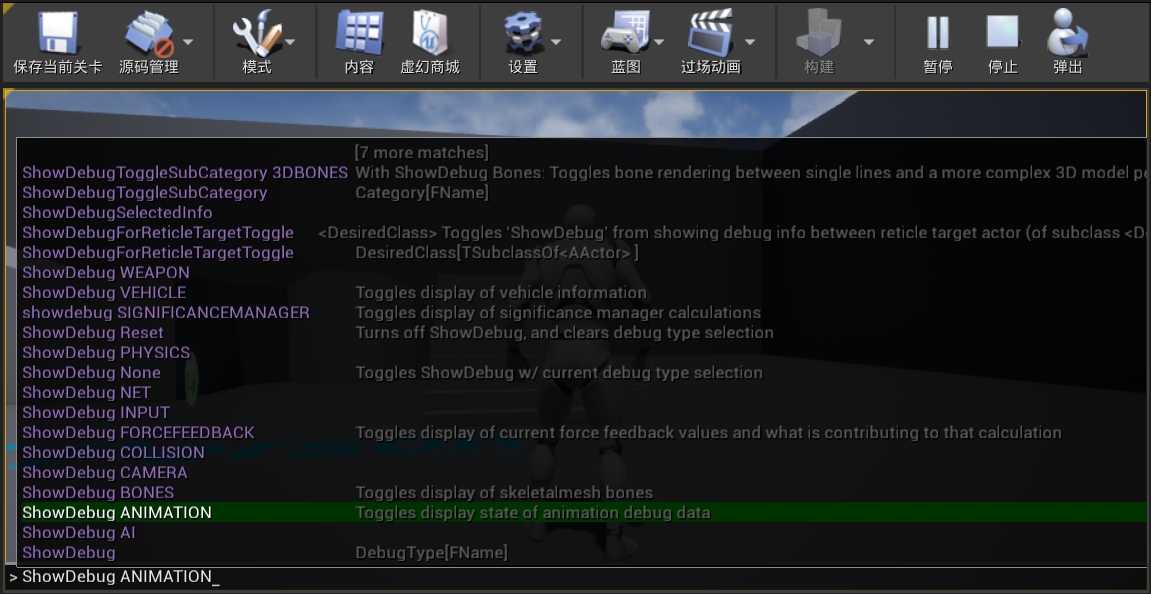 保存当前关卡 源码管理 模式 内容 虚幻商城 设置 蓝图 过场动画 构建 暂停 停止 弹出
[7 more matches]
ShowDebugToggleSubCategory 3DBONES With ShowDebug Bones: Toggles bone rendering between single lines and a more complex 3D model
ShowDebugToggleSubCategory Category[FName]
ShowDebugSelectedInfo
ShowDebugForReticleTargetToggle <DesiredClass> Toggles 'ShowDebug' from showing debug info between reticle target actor (of subclass
ShowDebugForReticleTargetToggle DesiredClass[TSubclassOf<AActor> ]
ShowDebug WEAPON
ShowDebug VEHICLE Toggles display of vehicle information
showdebug SIGNIFICANCEMANAGER Toggles display of significance manager calculations
ShowDebug Reset Turns off ShowDebug, and clears debug type selection
ShowDebug PHYSICS
ShowDebug None Toggles ShowDebug w/ current debug type selection
ShowDebug NET
ShowDebug INPUT
ShowDebug FORCEFEEDBACK Toggles display of current force feedback values and what is contributing to that calculation
ShowDebug COLLISION
ShowDebug CAMERA
ShowDebug BONES Toggles display of skeletalmesh bones
ShowDebug ANIMATION Toggles display state of animation debug data
ShowDebug AI
ShowDebug DebugType[FName]
> ShowDebug ANIMATION_